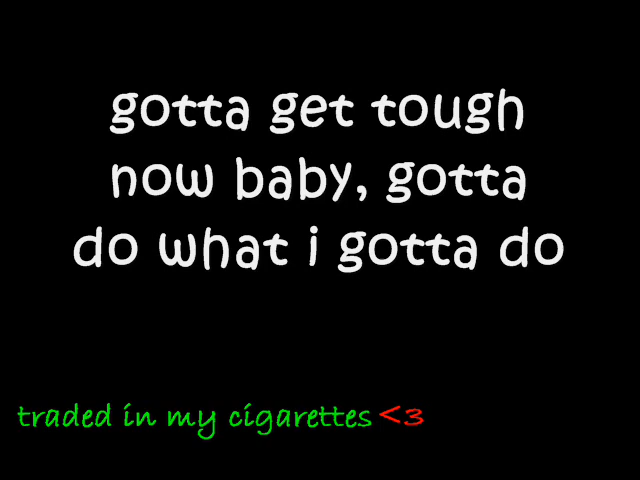 gotta get tough
now baby, gotta
do what i gotta do
traded in my cigarettes <3